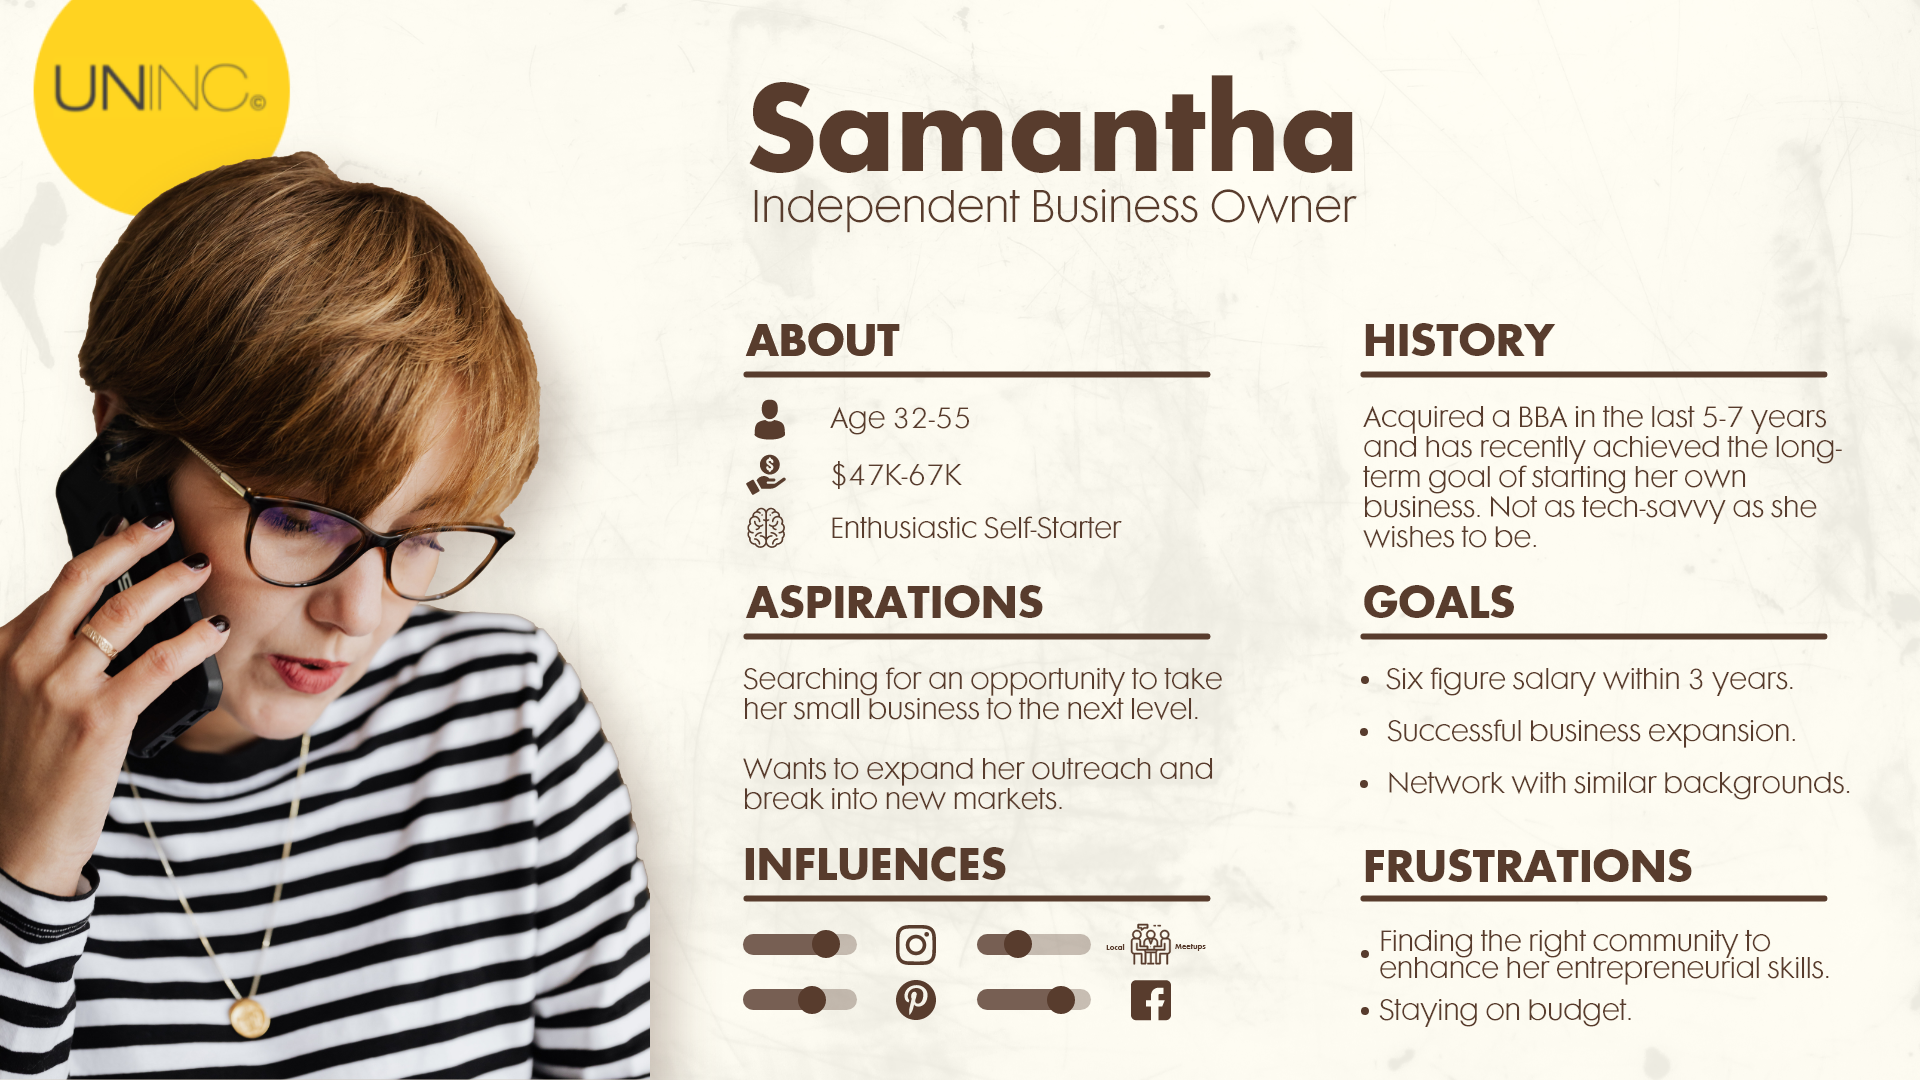 UNINC.©
Samantha
Independent Business Owner
ABOUT
Age 32-55
$47K-67K
Enthusiastic Self-Starter
ASPIRATIONS
Searching for an opportunity to take
her small business to the next level.
Wants to expand her outreach and
break into new markets.
INFLUENCES
Local
Meetups
HISTORY
Acquired a BBA in the last 5-7 years
and has recently achieved the long-
term goal of starting her own
business. Not as tech-savvy as she
wishes to be.
GOALS
• Six figure salary within 3 years.
• Successful business expansion.
• Network with similar backgrounds.
FRUSTRATIONS
• Finding the right community to
enhance her entrepreneurial skills.
• Staying on budget.